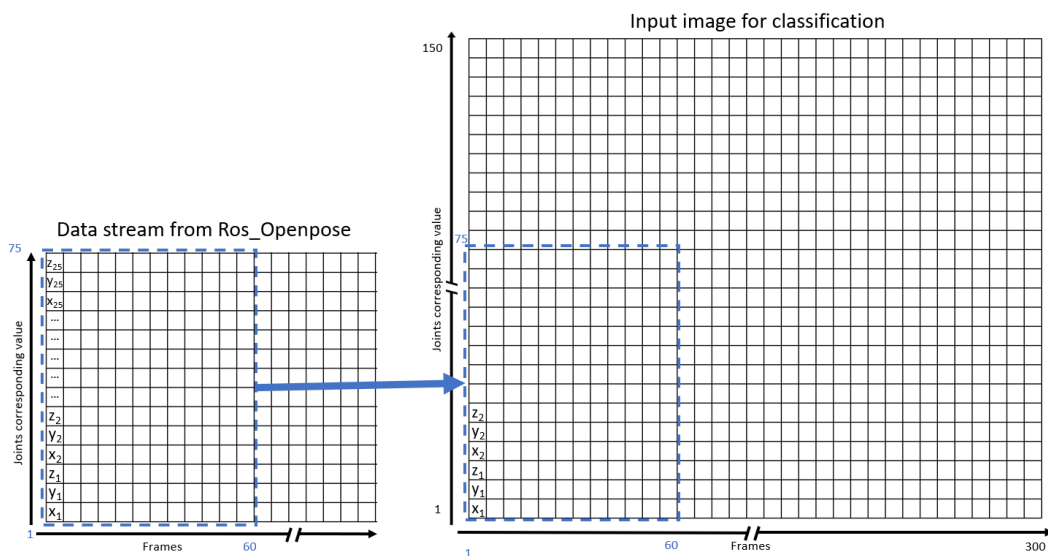 Input image for classification
150
Joints corresponding value
75
z2
y2
x2
z1
y1
x1
1
1
60
Frames
300
Data stream from Ros_Openpose
75
Joints corresponding value
z25
y25
x25
...
...
...
...
...
z2
y2
x2
z1
y1
x1
1
Frames
60